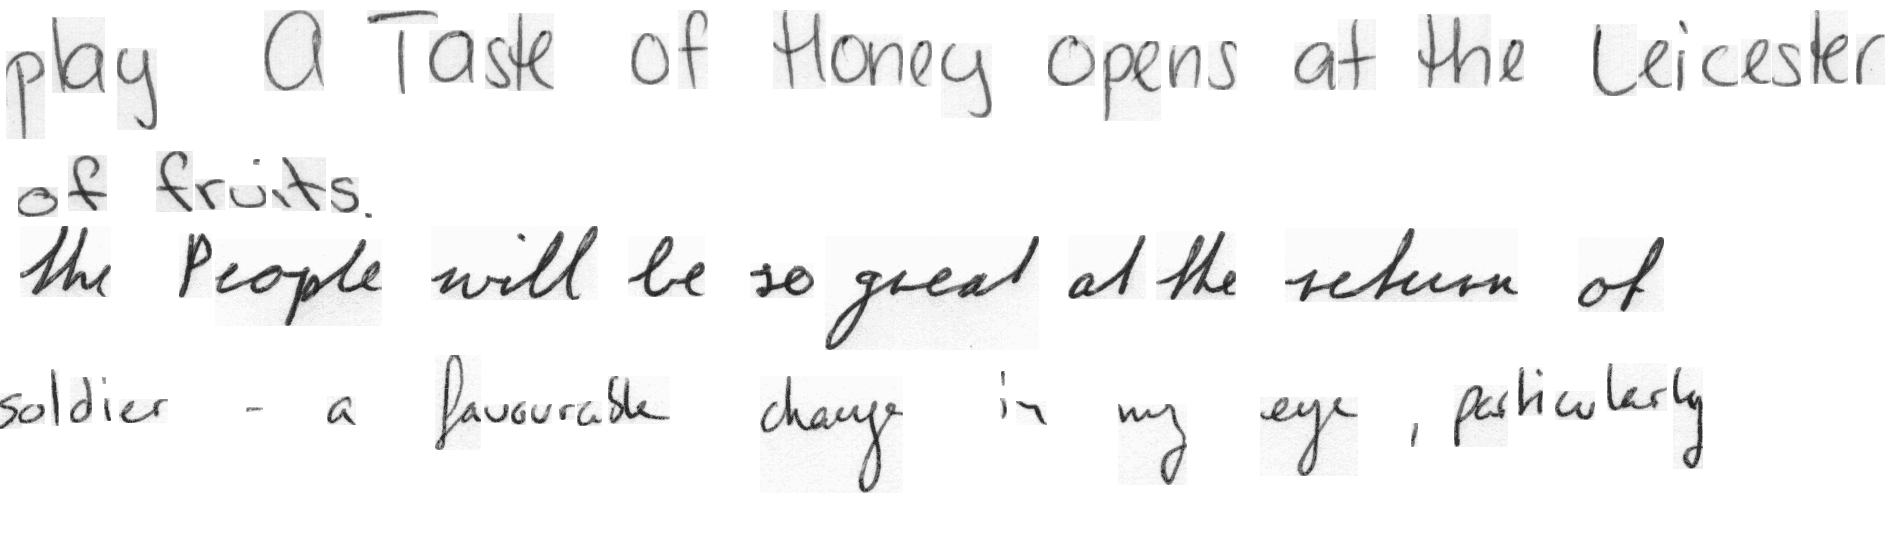 play A Taste of Honey opens at the Leicester
of fruits.
the People will be so great at the return of
soldier - a favourable change in my eye, particularly